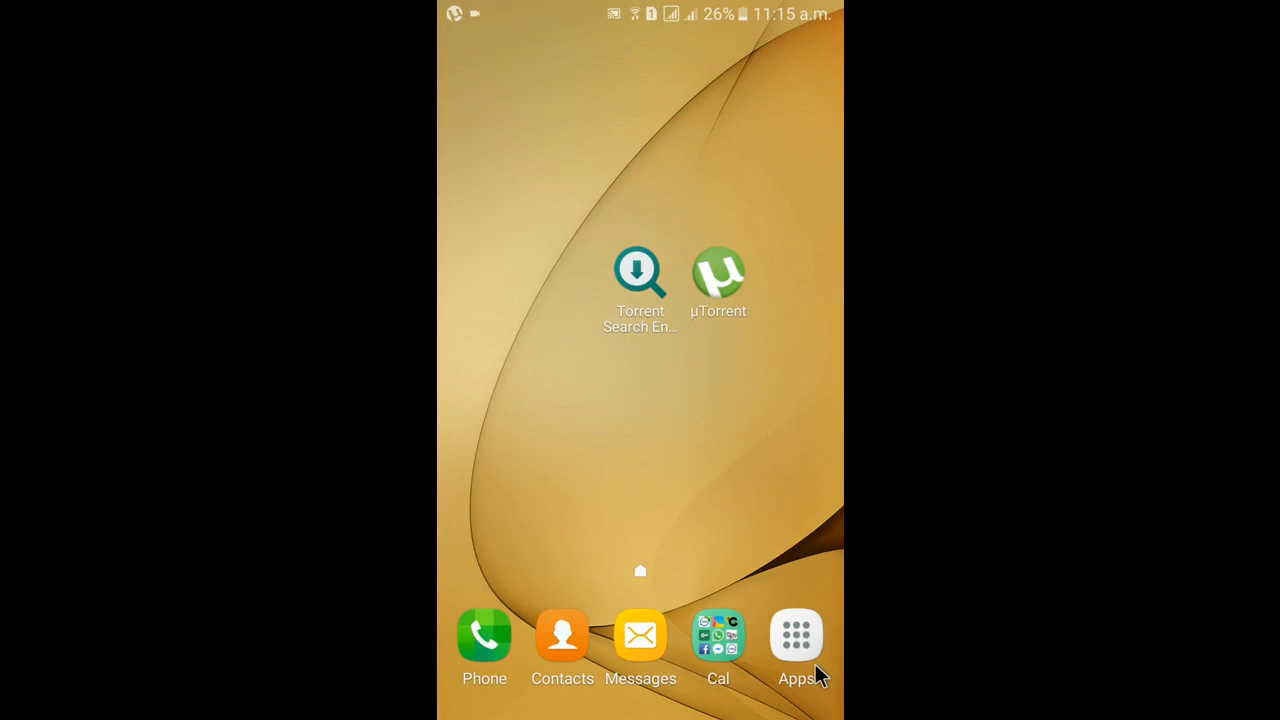 26% 11:15 a.m.
Torrent
Search En...
µTorrent
Phone
Contacts
Messages
Cal
Apps